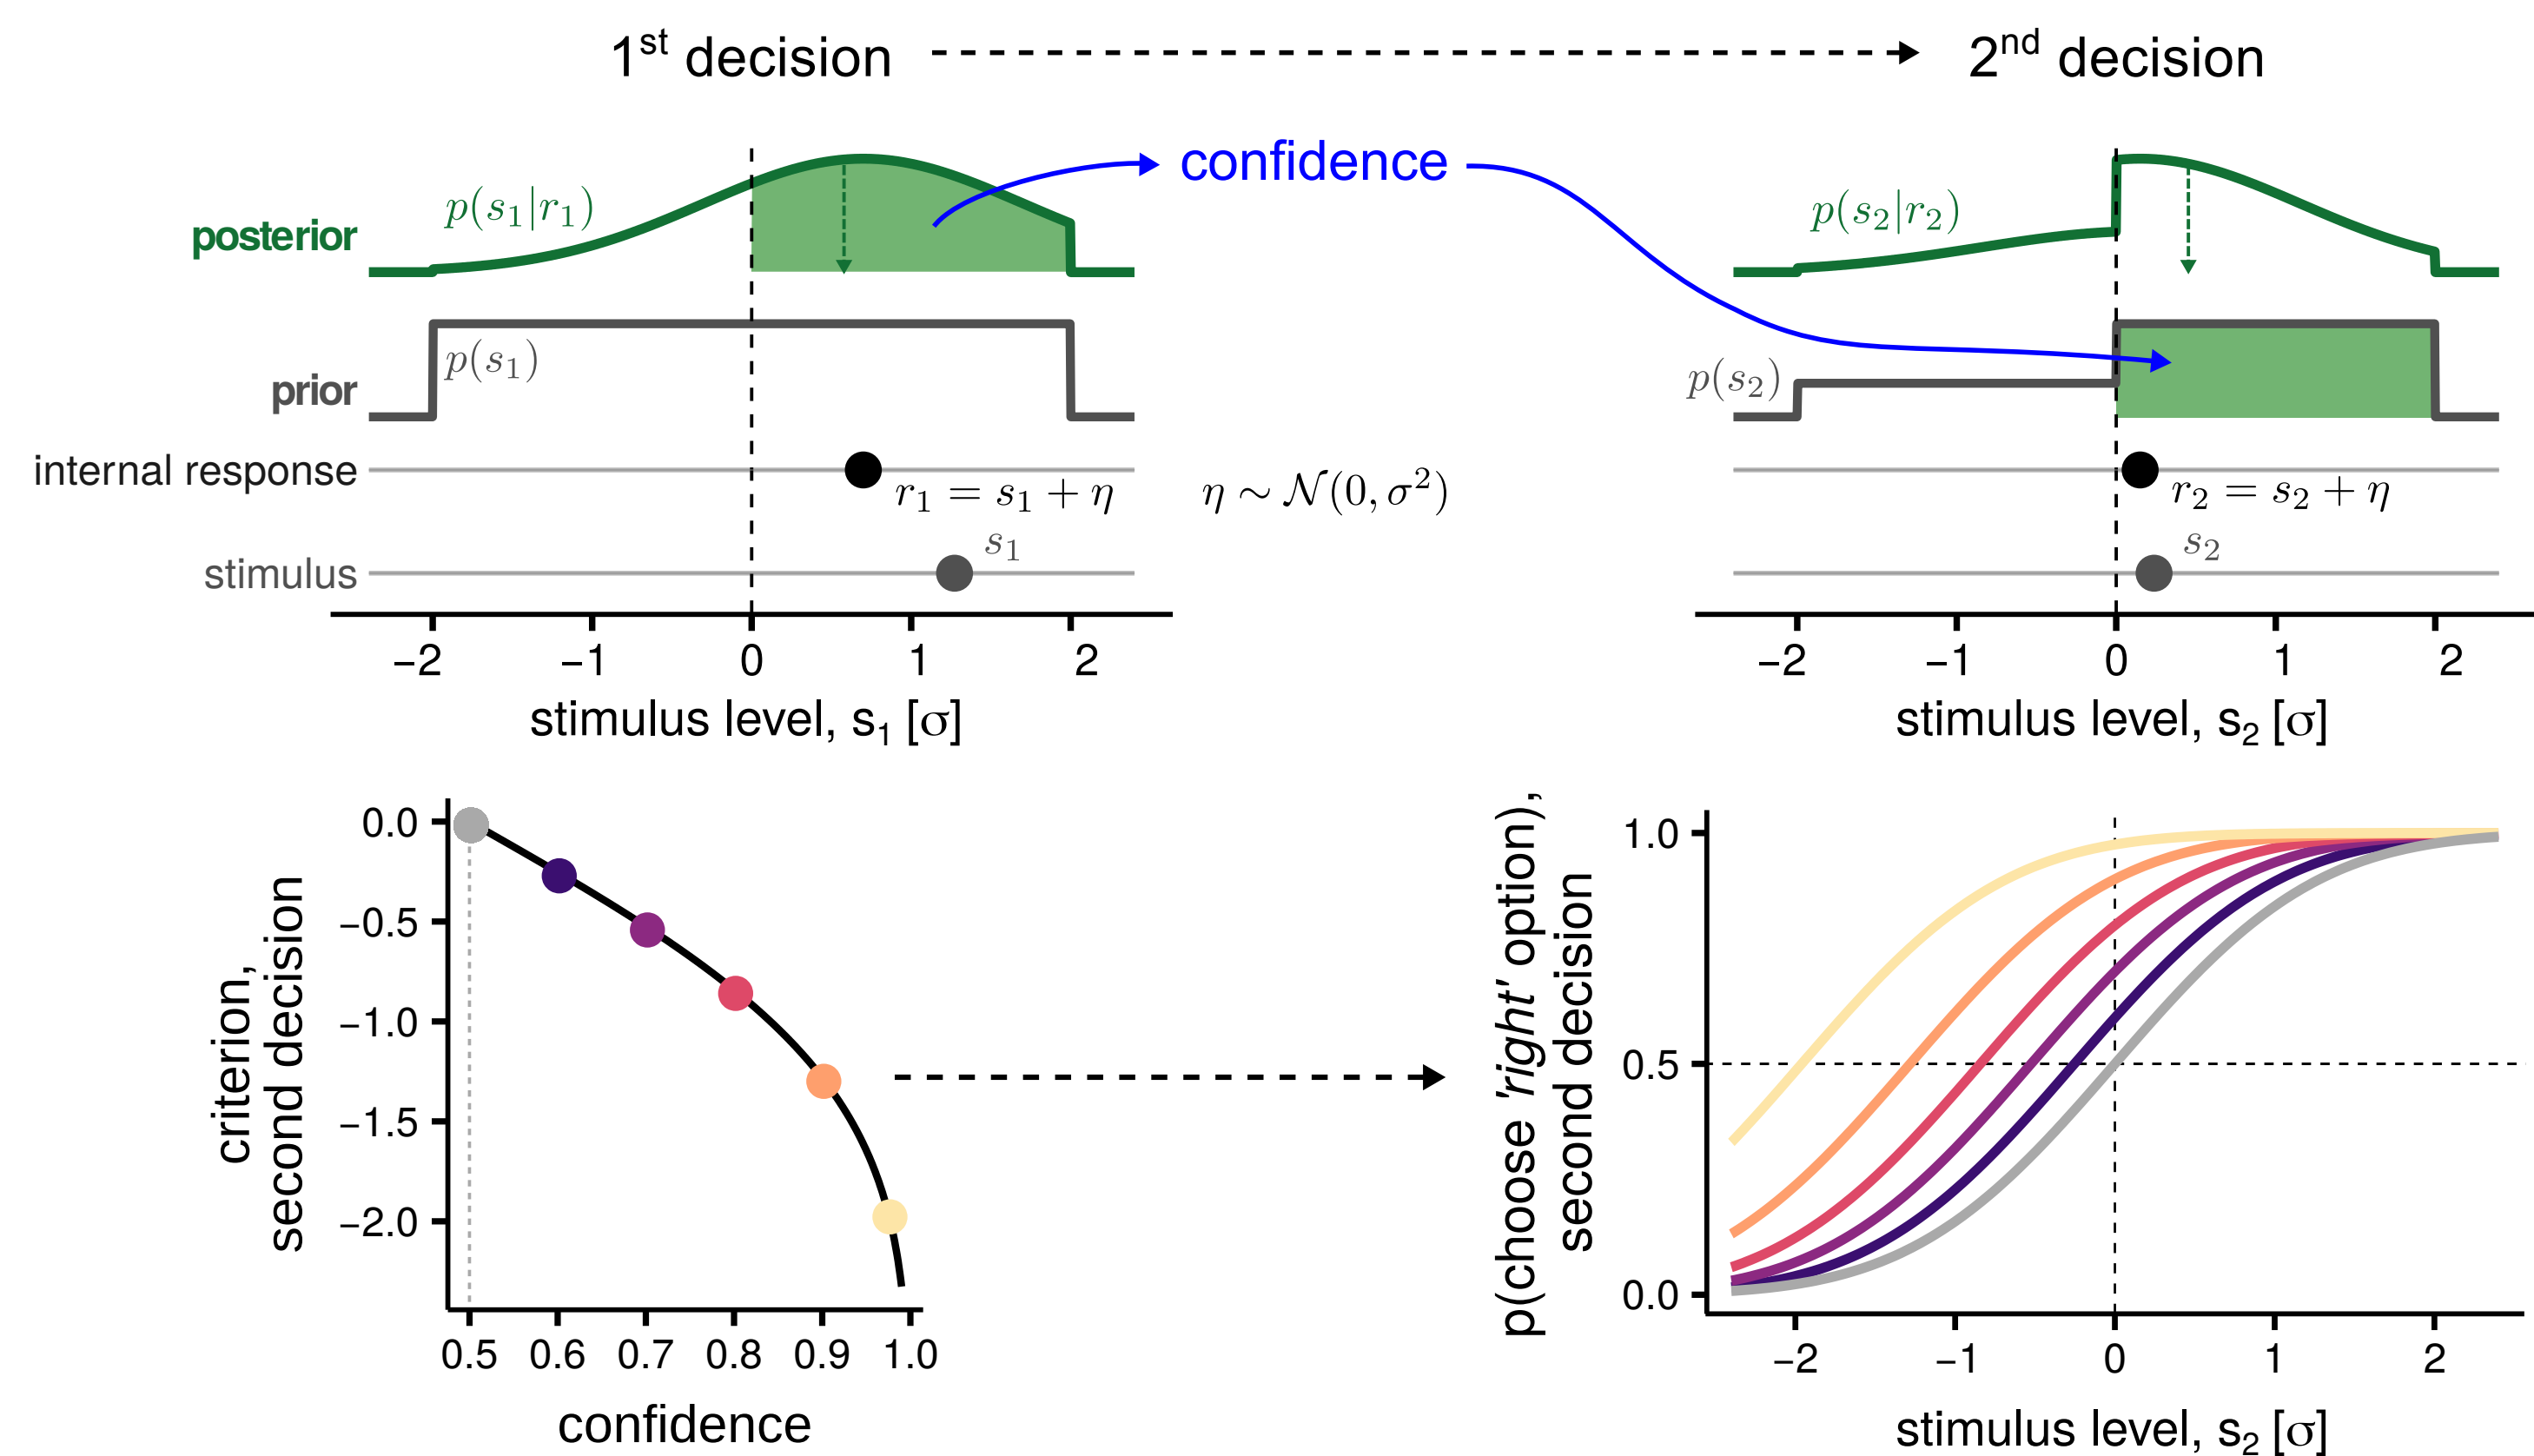 1st decision
2nd decision
confidence
posterior
p(s₁|r₁)
p(s₂|r₂)
prior
p(s₁)
p(s₂)
internal response
r₁ = s₁ + η
η ∼ 𝒩(0, σ²)
r₂ = s₂ + η
stimulus
s₁
s₂
−2 −1 0 1 2
stimulus level, s₁ [σ]
−2 −1 0 1 2
stimulus level, s₂ [σ]
criterion,
second decision
0.0
−0.5
−1.0
−1.5
−2.0
0.5 0.6 0.7 0.8 0.9 1.0
confidence
p(choose 'right' option),
second decision
1.0
0.5
0.0
−2 −1 0 1 2
stimulus level, s₂ [σ]